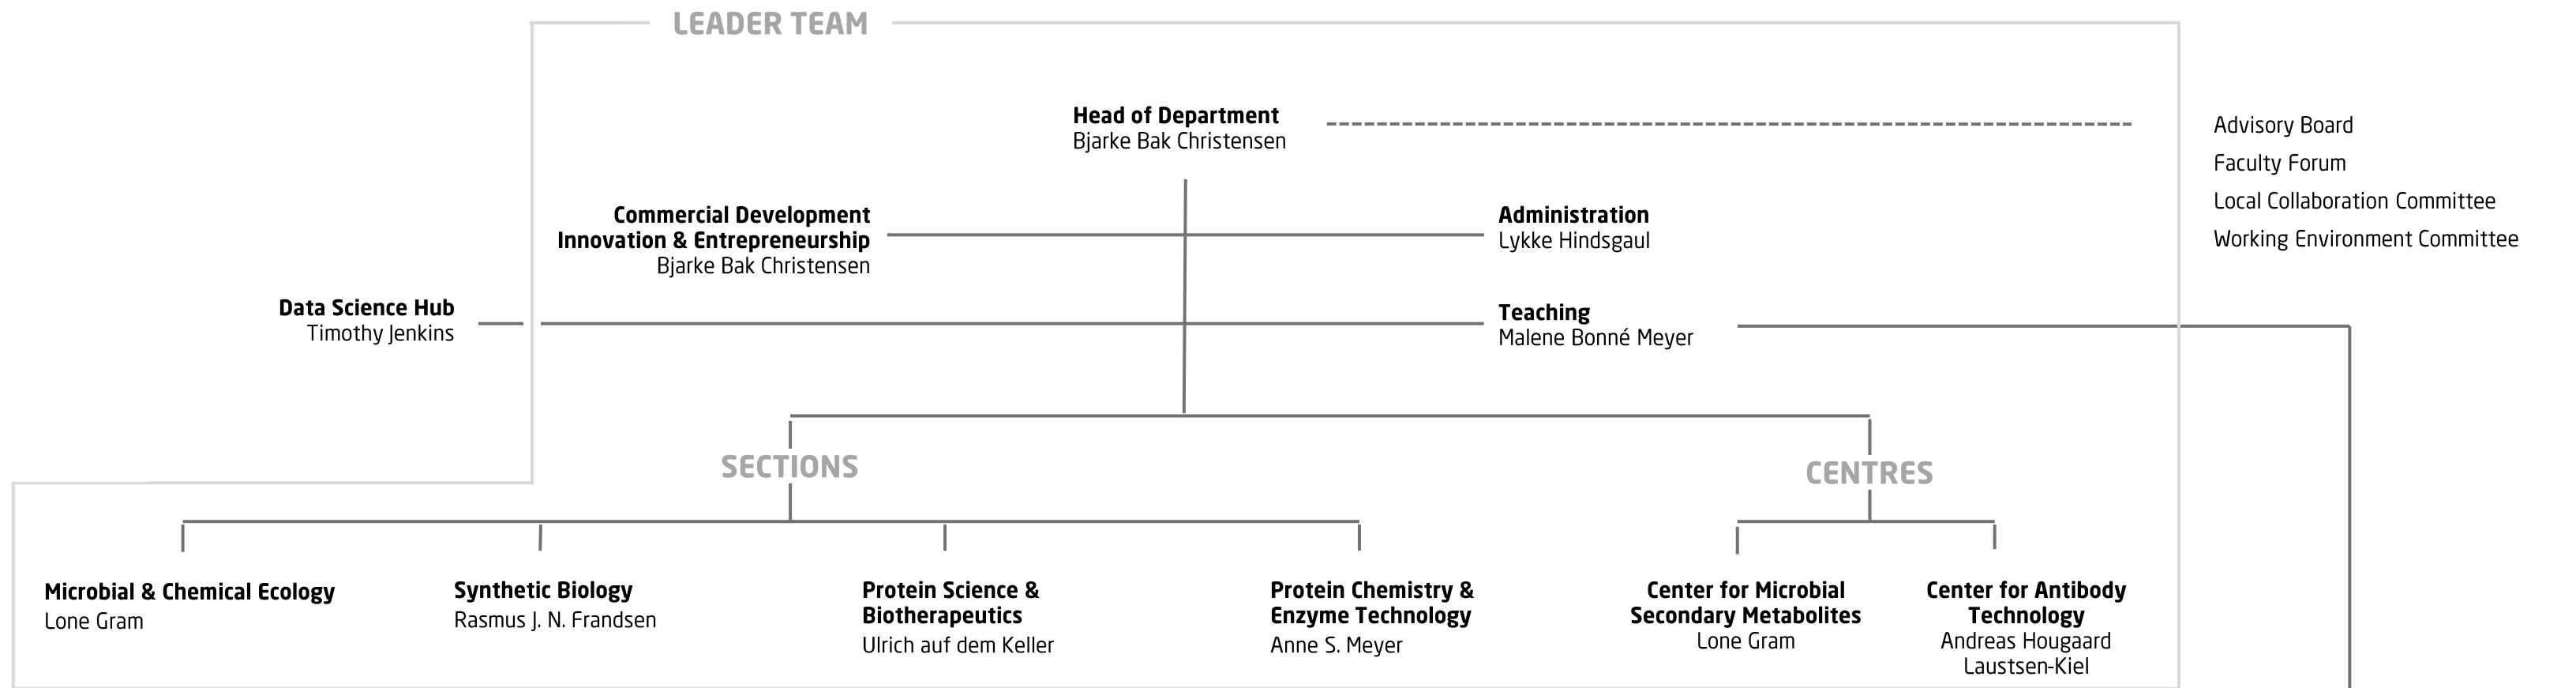 LEADER TEAM
Head of Department
Bjarke Bak Christensen
Advisory Board
Faculty Forum
Local Collaboration Committee
Working Environment Committee
Commercial Development
Innovation & Entrepreneurship
Bjarke Bak Christensen
Administration
Lykke Hindsgaul
Data Science Hub
Timothy Jenkins
Teaching
Malene Bonné Meyer
SECTIONS
CENTRES
Microbial & Chemical Ecology
Lone Gram
Synthetic Biology
Rasmus J. N. Frandsen
Protein Science &
Biotherapeutics
Ulrich auf dem Keller
Protein Chemistry &
Enzyme Technology
Anne S. Meyer
Center for Microbial
Secondary Metabolites
Lone Gram
Center for Antibody
Technology
Andreas Hougaard
Laustsen-Kiel